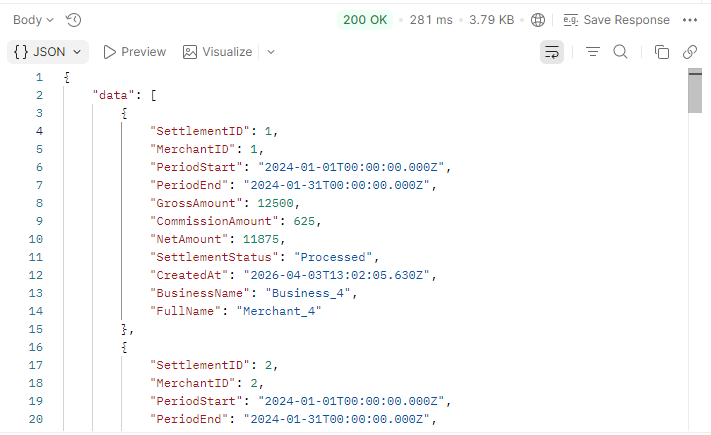 Body 200 OK • 281 ms • 3.79 KB • e.g. Save Response
{} JSON Preview Visualize
1 {
2 "data": [
3 {
4 "SettlementID": 1,
5 "MerchantID": 1,
6 "PeriodStart": "2024-01-01T00:00:00.000Z",
7 "PeriodEnd": "2024-01-31T00:00:00.000Z",
8 "GrossAmount": 12500,
9 "CommissionAmount": 625,
10 "NetAmount": 11875,
11 "SettlementStatus": "Processed",
12 "CreatedAt": "2026-04-03T13:02:05.630Z",
13 "BusinessName": "Business_4",
14 "FullName": "Merchant_4"
15 },
16 {
17 "SettlementID": 2,
18 "MerchantID": 2,
19 "PeriodStart": "2024-01-01T00:00:00.000Z",
20 "PeriodEnd": "2024-01-31T00:00:00.000Z",